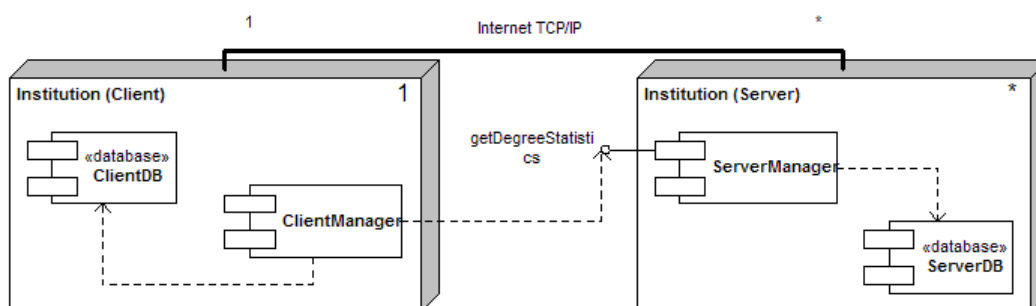 1
Internet TCP/IP
*
Institution (Client)
1
«database»
ClientDB
ClientManager
getDegreeStatisti
cs
Institution (Server)
*
ServerManager
«database»
ServerDB